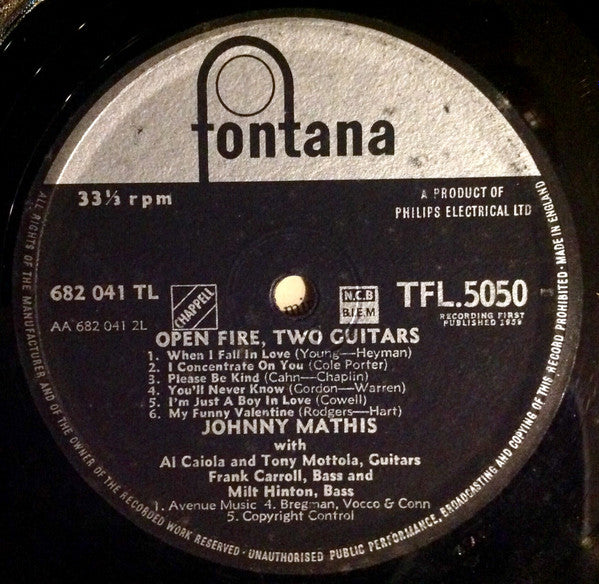 fontana
33⅓ rpm
A PRODUCT OF
PHILIPS ELECTRICAL LTD
682 041 TL
AA 682 041 2L
CHAPPELL
N.C.B
B.I.E.M
TFL.5050
RECORDING FIRST
PUBLISHED 1959
OPEN FIRE, TWO GUITARS
1. When I Fall In Love (Young—Heyman)
2. I Concentrate On You (Cole Porter)
3. Please Be Kind (Cahn—Chaplin)
4. You'll Never Know (Gordon—Warren)
5. I'm Just A Boy In Love (Cowell)
6. My Funny Valentine (Rodgers—Hart)
JOHNNY MATHIS
with
Al Caiola and Tony Mottola, Guitars
Frank Carroll, Bass and
Milt Hinton, Bass
1. Avenue Music 4. Bregman, Vocco & Conn
5. Copyright Control
ALL RIGHTS OF THE MANUFACTURER AND OF THE OWNER OF THE RECORDED WORK RESERVED · UNAUTHORISED PUBLIC PERFORMANCE, BROADCASTING AND COPYING OF THIS RECORD PROHIBITED · MADE IN ENGLAND